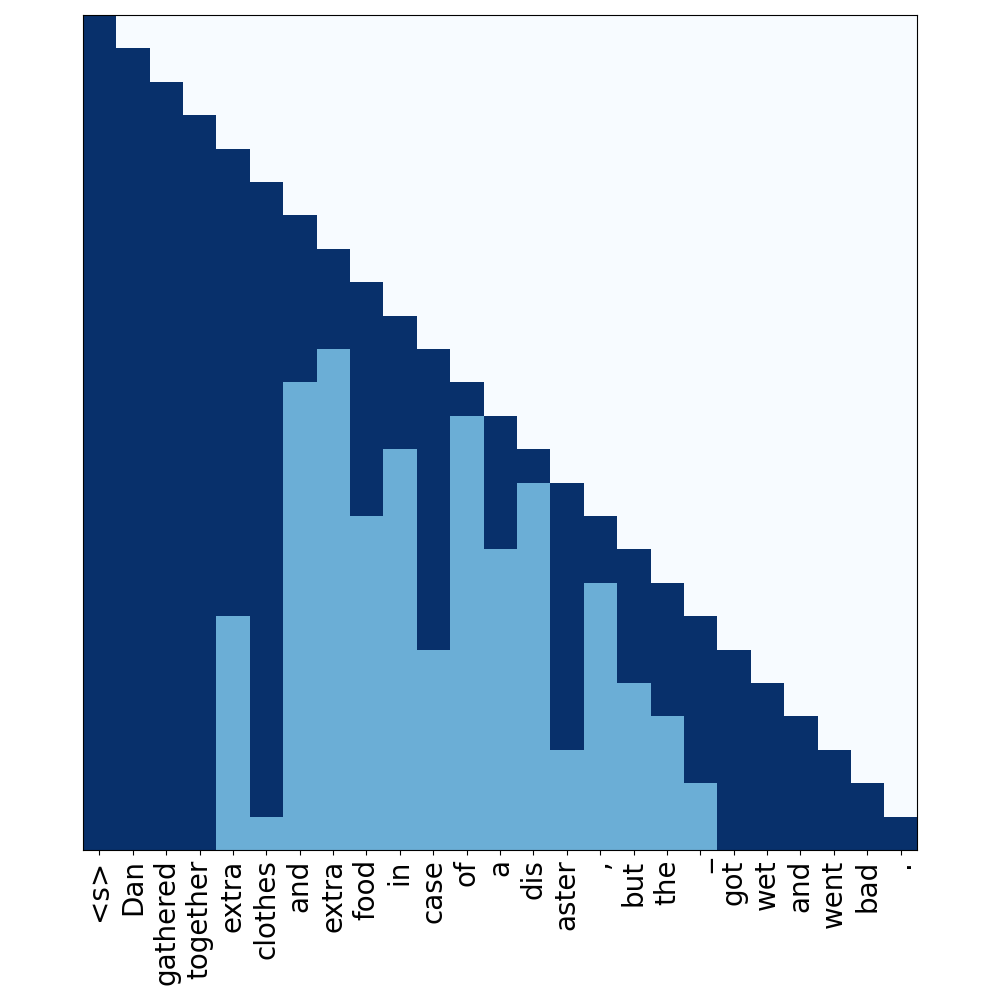 <s>
Dan
gathered
together
extra
clothes
and
extra
food
in
case
of
a
dis
aster
,
but
the
_
got
wet
and
went
bad
.